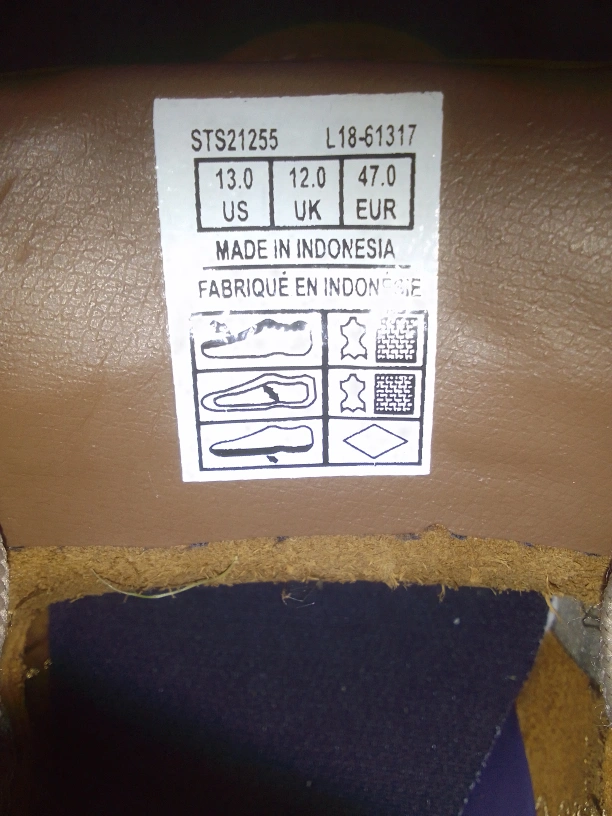 STS21255 L18-61317
13.0 12.0 47.0
US UK EUR
MADE IN INDONESIA
FABRIQUÉ EN INDONÉSIE